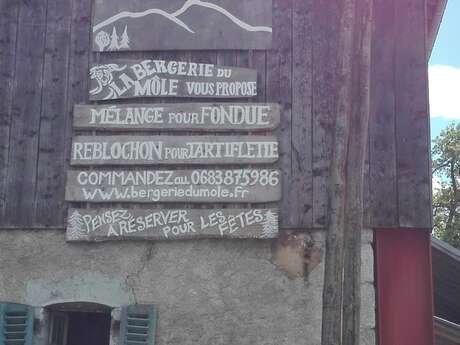 LA BERGERIE DU
MÔLE VOUS PROPOSE
MÉLANGE POUR FONDUE
REBLOCHON POUR TARTIFLETTE
COMMANDEZ AU 0683875986
www.bergeriedumole.fr
PENSEZ
À RÉSERVER POUR LES FÊTES